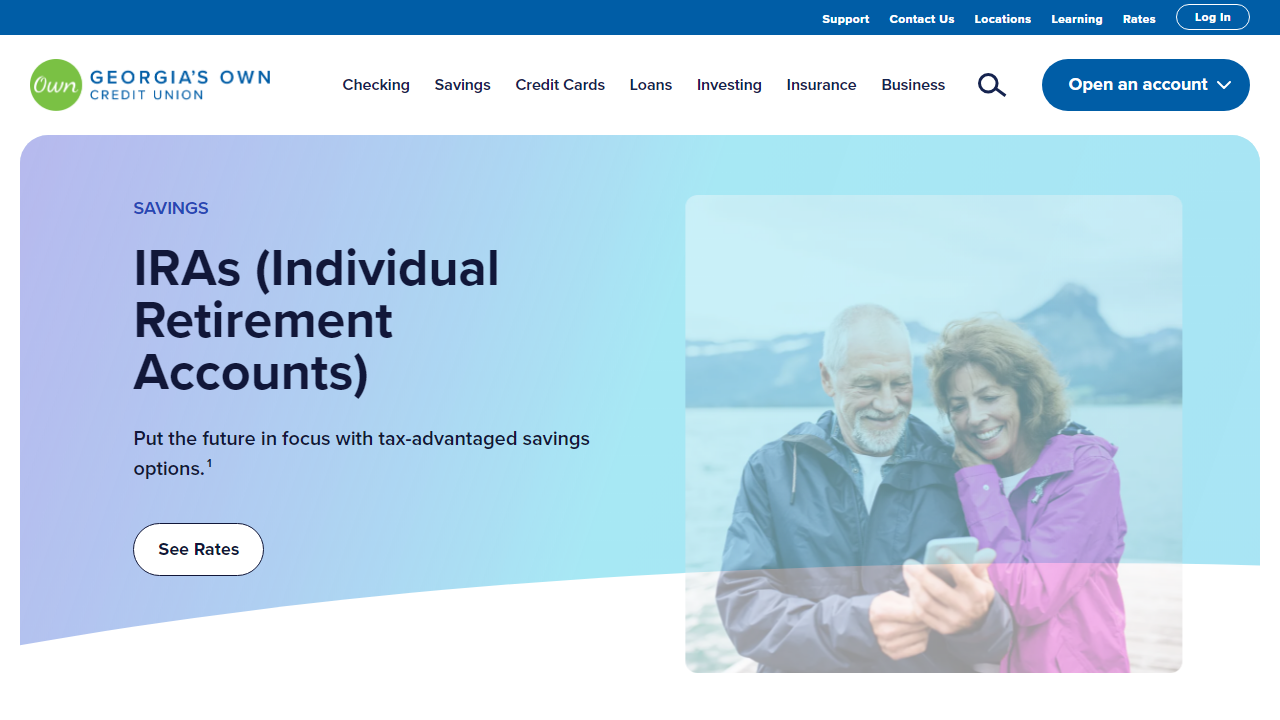 Support Contact Us Locations Learning Rates Log In
Own GEORGIA'S OWN
CREDIT UNION
Checking Savings Credit Cards Loans Investing Insurance Business Open an account
SAVINGS
IRAs (Individual
Retirement
Accounts)
Put the future in focus with tax-advantaged savings
options.¹
See Rates